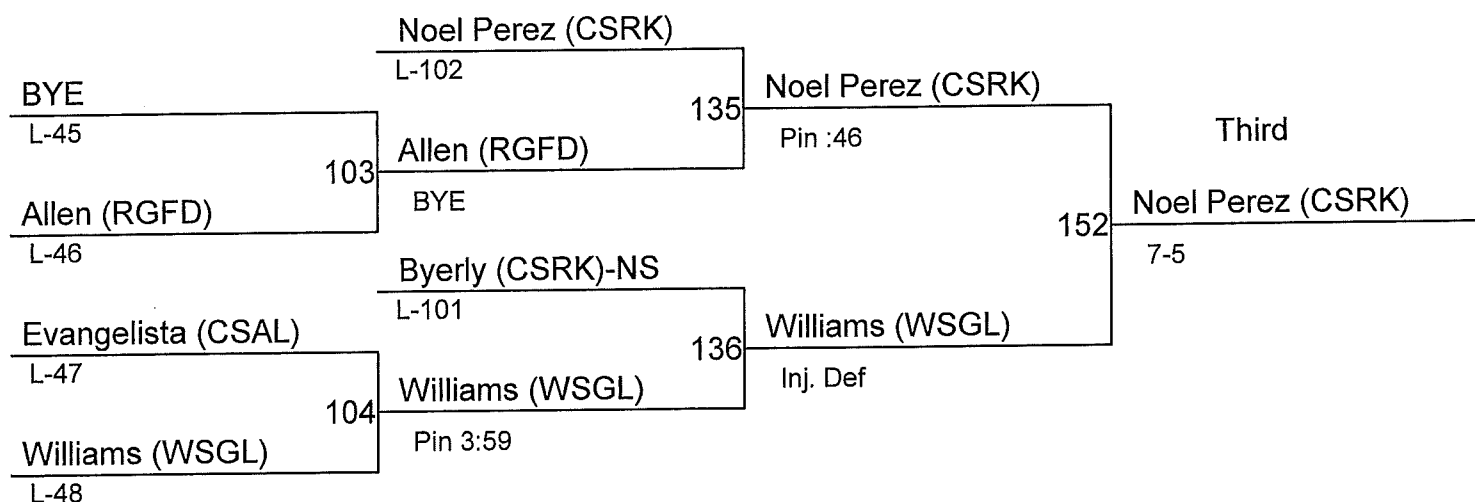 Noel Perez (CSRK)
L-102
BYE
L-45
135
Noel Perez (CSRK)
Pin :46
Third
103
Allen (RGFD)
BYE
Allen (RGFD)
L-46
152
Noel Perez (CSRK)
7-5
Byerly (CSRK)-NS
L-101
Evangelista (CSAL)
L-47
136
Williams (WSGL)
Inj. Def
104
Williams (WSGL)
Pin 3:59
Williams (WSGL)
L-48